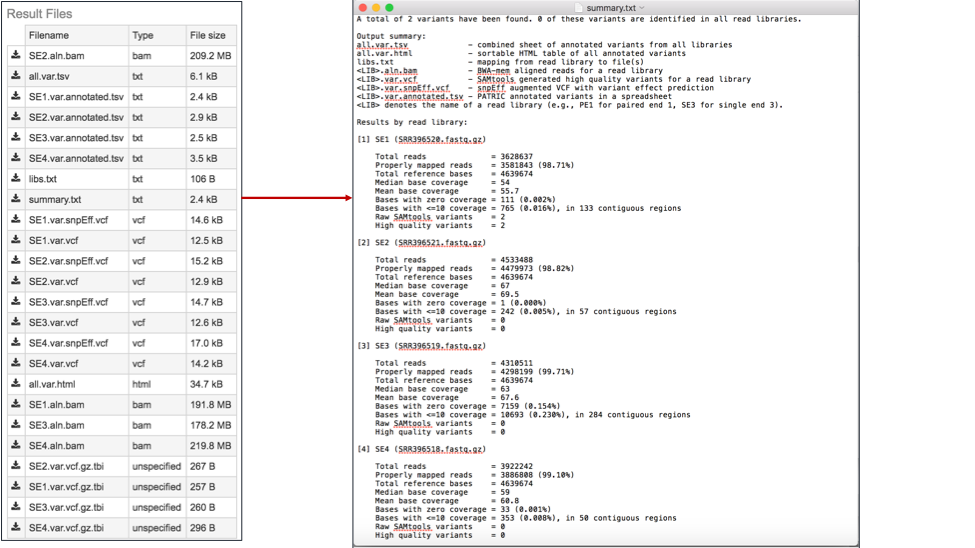 Result Files
Filename Type File size
SE2.aln.bam bam 209.2 MB
all.var.tsv txt 6.1 kB
SE1.var.annotated.tsv txt 2.4 kB
SE2.var.annotated.tsv txt 2.9 kB
SE3.var.annotated.tsv txt 2.5 kB
SE4.var.annotated.tsv txt 3.5 kB
libs.txt txt 106 B
summary.txt txt 2.4 kB
SE1.var.snpEff.vcf vcf 14.6 kB
SE1.var.vcf vcf 12.5 kB
SE2.var.snpEff.vcf vcf 15.2 kB
SE2.var.vcf vcf 12.9 kB
SE3.var.snpEff.vcf vcf 14.7 kB
SE3.var.vcf vcf 12.6 kB
SE4.var.snpEff.vcf vcf 17.0 kB
SE4.var.vcf vcf 14.2 kB
all.var.html html 34.7 kB
SE1.aln.bam bam 191.8 MB
SE3.aln.bam bam 178.2 MB
SE4.aln.bam bam 219.8 MB
SE2.var.vcf.gz.tbi unspecified 267 B
SE1.var.vcf.gz.tbi unspecified 257 B
SE3.var.vcf.gz.tbi unspecified 260 B
SE4.var.vcf.gz.tbi unspecified 296 B
summary.txt
A total of 2 variants have been found. 0 of these variants are identified in all read libraries.
Output summary:
all.var.tsv - combined sheet of annotated variants from all libraries
all.var.html - sortable HTML table of all annotated variants
libs.txt - mapping from library to file(s)
<LIB>.aln.bam - BWA-mem aligned reads for a read library
<LIB>.var.vcf - SAMtools generated high quality variants for a read library
<LIB>.var.snpEff.vcf - snpEff augmented VCF with variant effect prediction
<LIB>.var.annotated.tsv - PATRIC annotated variants in a spreadsheet
<LIB> denotes the name of a read library (e.g., PE1 for paired end 1, SE3 for single end 3).
Results by read library:
[1] SE1 (SRR396520.fastq.gz)
Total reads = 3628637
Properly mapped reads = 3581843 (98.71%)
Total reference bases = 4639674
Median base coverage = 54
Mean base coverage = 55.7
Bases with zero coverage = 111 (0.002%)
Bases with <=10 coverage = 765 (0.016%), in 133 contiguous regions
Raw SAMtools variants = 2
High quality variants = 2
[2] SE2 (SRR396521.fastq.gz)
Total reads = 4533488
Properly mapped reads = 4479973 (98.82%)
Total reference bases = 4639674
Median base coverage = 67
Mean base coverage = 69.5
Bases with zero coverage = 1 (0.000%)
Bases with <=10 coverage = 242 (0.005%), in 57 contiguous regions
Raw SAMtools variants = 0
High quality variants = 0
[3] SE3 (SRR396519.fastq.gz)
Total reads = 4310511
Properly mapped reads = 4298199 (99.71%)
Total reference bases = 4639674
Median base coverage = 63
Mean base coverage = 67.6
Bases with zero coverage = 7159 (0.154%)
Bases with <=10 coverage = 10693 (0.230%), in 284 contiguous regions
Raw SAMtools variants = 0
High quality variants = 0
[4] SE4 (SRR396518.fastq.gz)
Total reads = 3922242
Properly mapped reads = 3886808 (99.10%)
Total reference bases = 4639674
Median base coverage = 59
Mean base coverage = 60.8
Bases with zero coverage = 33 (0.001%)
Bases with <=10 coverage = 353 (0.008%), in 50 contiguous regions
Raw SAMtools variants = 0
High quality variants = 0